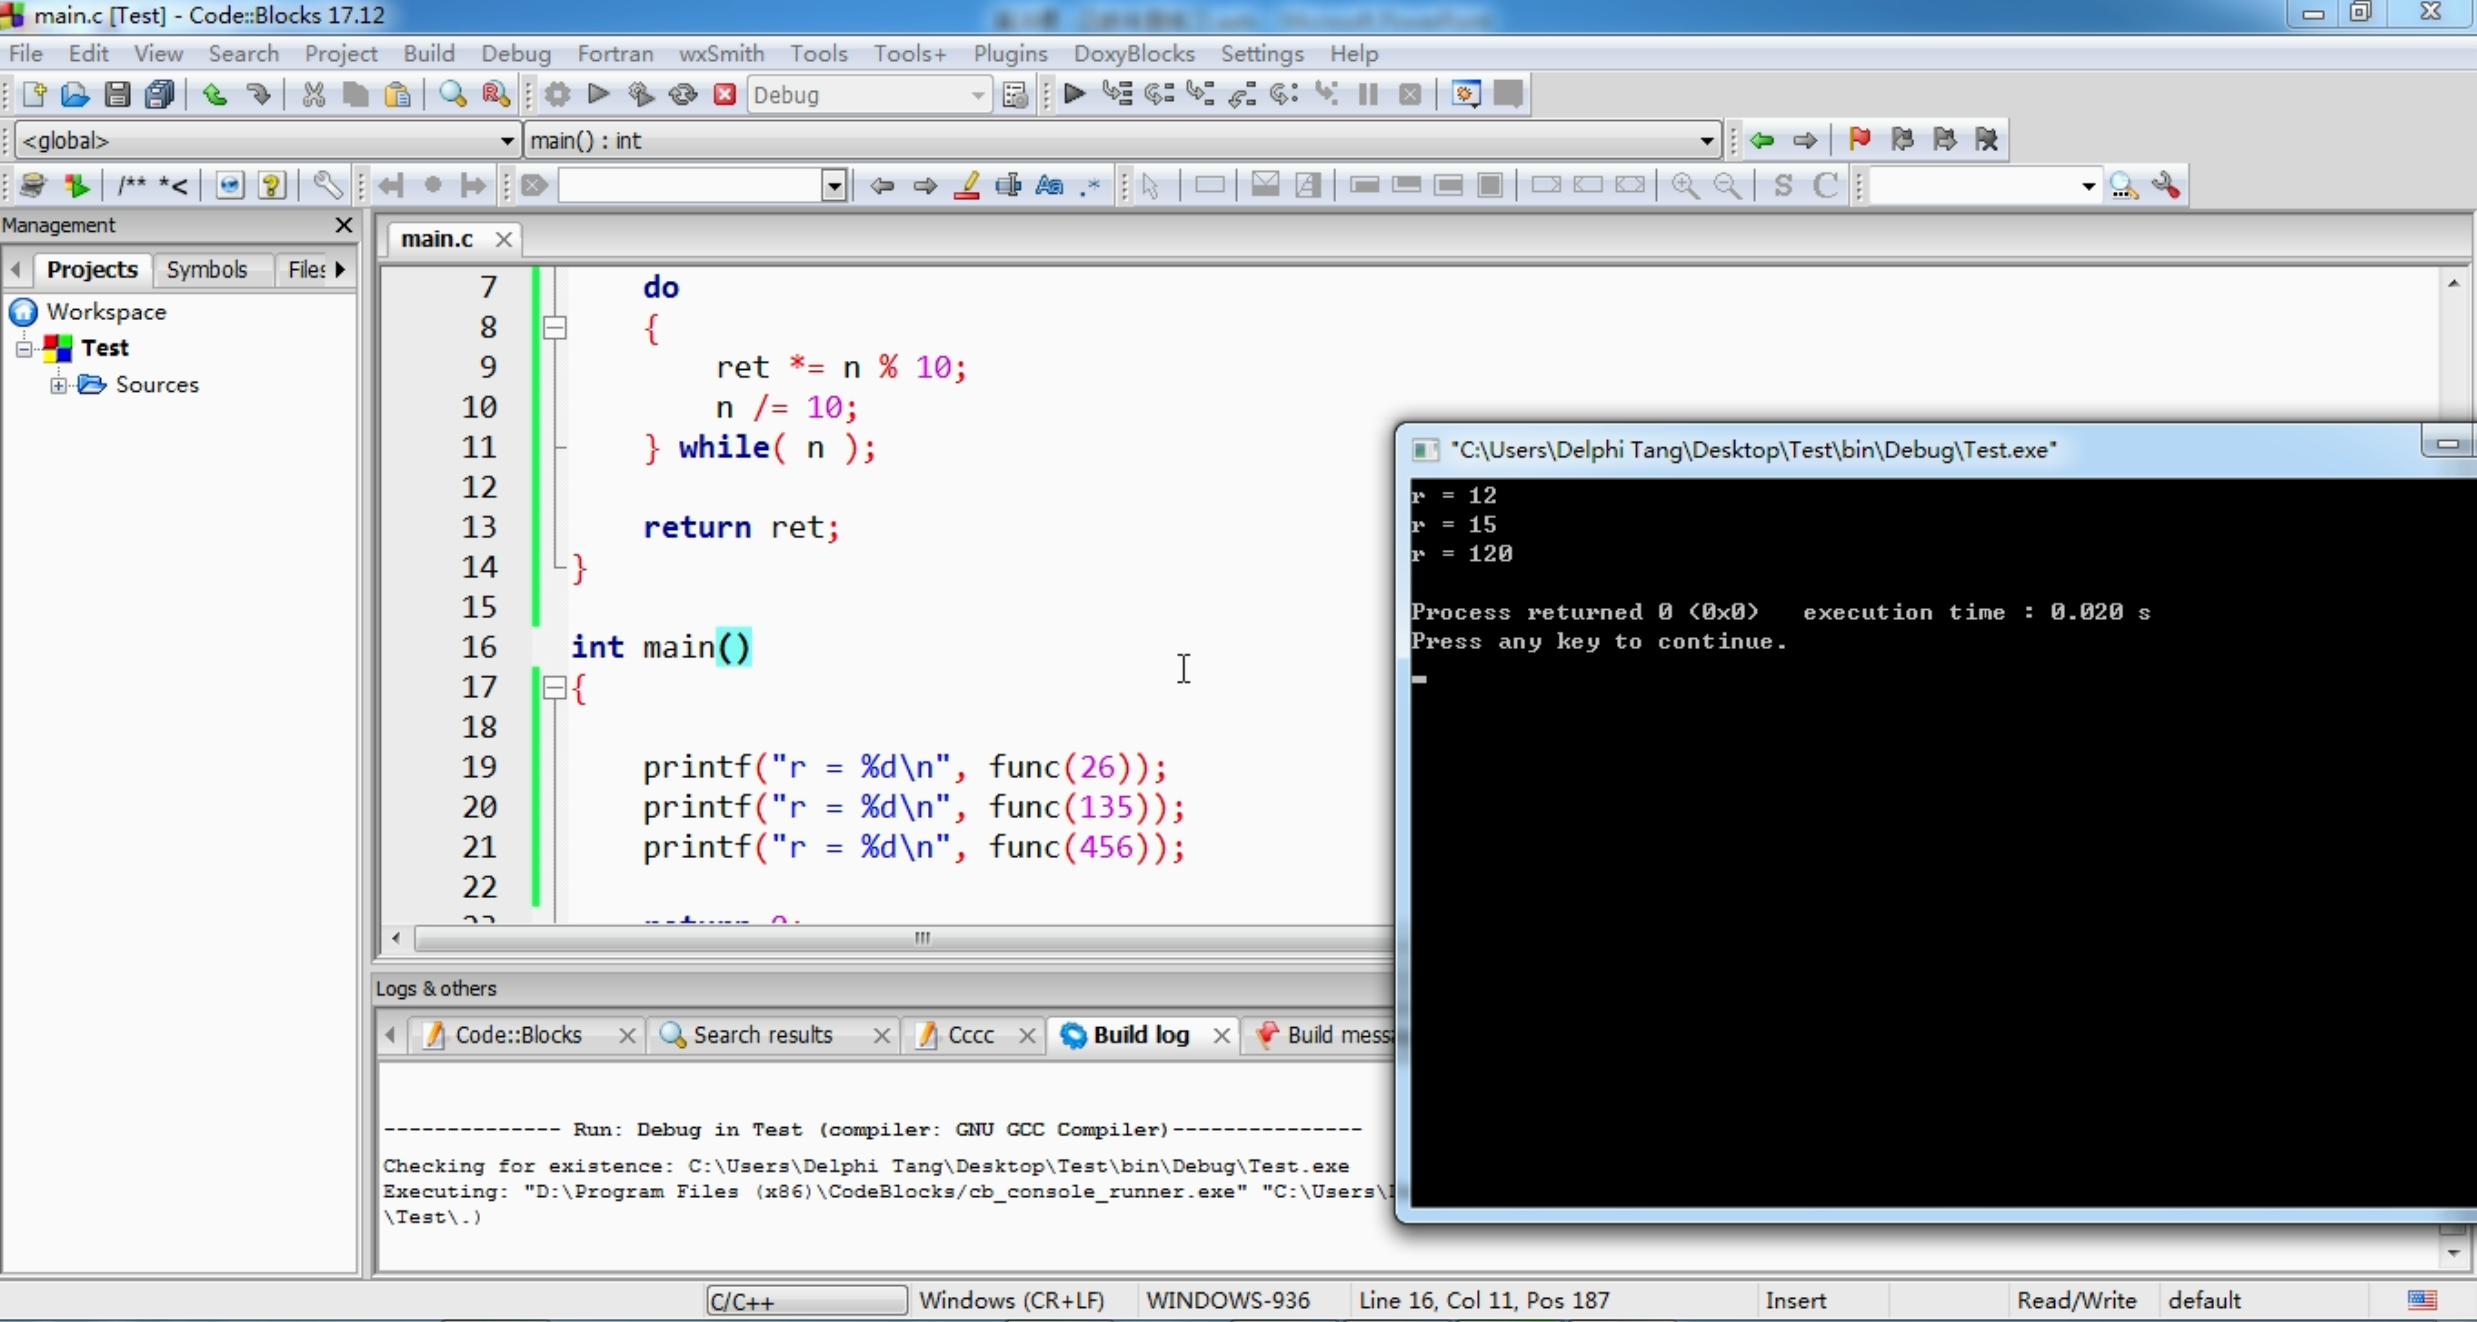 main.c [Test] - Code::Blocks 17.12
File Edit View Search Project Build Debug Fortran wxSmith Tools Tools+ Plugins DoxyBlocks Settings Help
Debug
<global> main() : int
/** *<
S C
Management
main.c
Projects Symbols Files
Workspace
Test
Sources
7 do
8 {
9 ret *= n % 10;
10 n /= 10;
11 } while( n );
12
13 return ret;
14 }
15
16 int main()
17 {
18
19 printf("r = %d\n", func(26));
20 printf("r = %d\n", func(135));
21 printf("r = %d\n", func(456));
22
23 return 0;
"C:\Users\Delphi Tang\Desktop\Test\bin\Debug\Test.exe"
r = 12
r = 15
r = 120
Process returned 0 (0x0) execution time : 0.020 s
Press any key to continue.
Logs & others
Code::Blocks Search results Cccc Build log Build messa
-------------- Run: Debug in Test (compiler: GNU GCC Compiler)---------------
Checking for existence: C:\Users\Delphi Tang\Desktop\Test\bin\Debug\Test.exe
Executing: "D:\Program Files (x86)\CodeBlocks/cb_console_runner.exe" "C:\Users\
\Test\.)
C/C++ Windows (CR+LF) WINDOWS-936 Line 16, Col 11, Pos 187 Insert Read/Write default